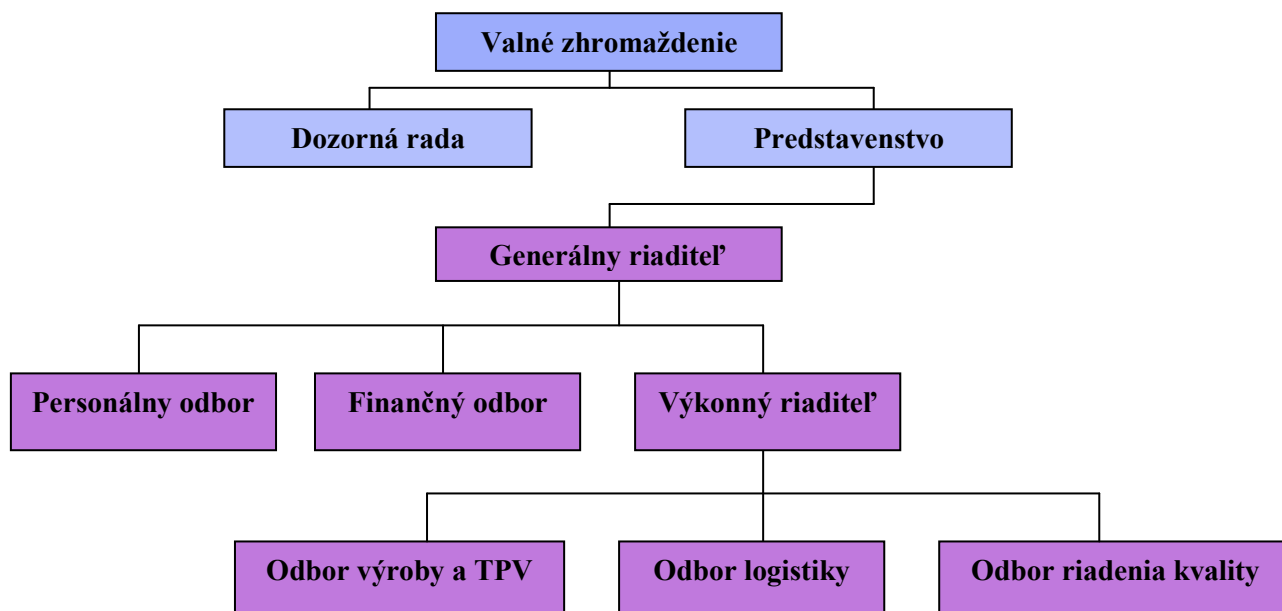 Valné zhromaždenie
Dozorná rada
Predstavenstvo
Generálny riaditeľ
Personálny odbor
Finančný odbor
Výkonný riaditeľ
Odbor výroby a TPV
Odbor logistiky
Odbor riadenia kvality